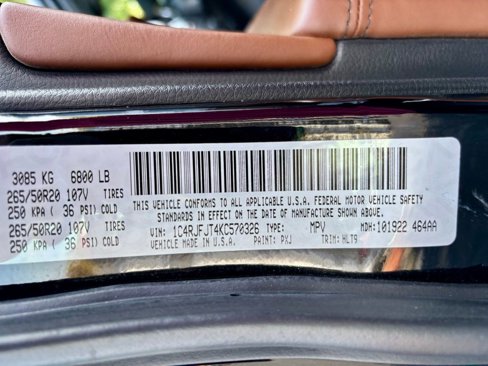 3085 KG 6800 LB
265/50R20 107V TIRES
250 KPA ( 36 PSI) COLD
265/50R20 107V TIRES
250 KPA ( 36 PSI) COLD
THIS VEHICLE CONFORMS TO ALL APPLICABLE U.S.A. FEDERAL MOTOR VEHICLE SAFETY
STANDARDS IN EFFECT ON THE DATE OF MANUFACTURE SHOWN ABOVE.
VIN: 1C4RJFJT4KC570326 TYPE: MPV MDH:101922 464AA
VEHICLE MADE IN U.S.A. PAINT: PXJ TRIM: HLT9